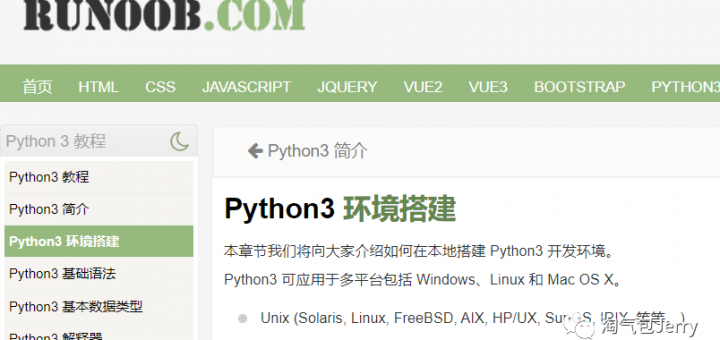 RUNOOB.COM
首页 HTML CSS JAVASCRIPT JQUERY VUE2 VUE3 BOOTSTRAP PYTHON3
Python 3 教程
Python3 教程
Python3 简介
Python3 环境搭建
Python3 基础语法
Python3 基本数据类型
Python3 解释器
Python3 简介
Python3 环境搭建
本章节我们将向大家介绍如何在本地搭建 Python3 开发环境。
Python3 可应用于多平台包括 Windows、Linux 和 Mac OS X。
Unix (Solaris, Linux, FreeBSD, AIX, HP/UX, IRIX, 等等。)
淘气包Jerry